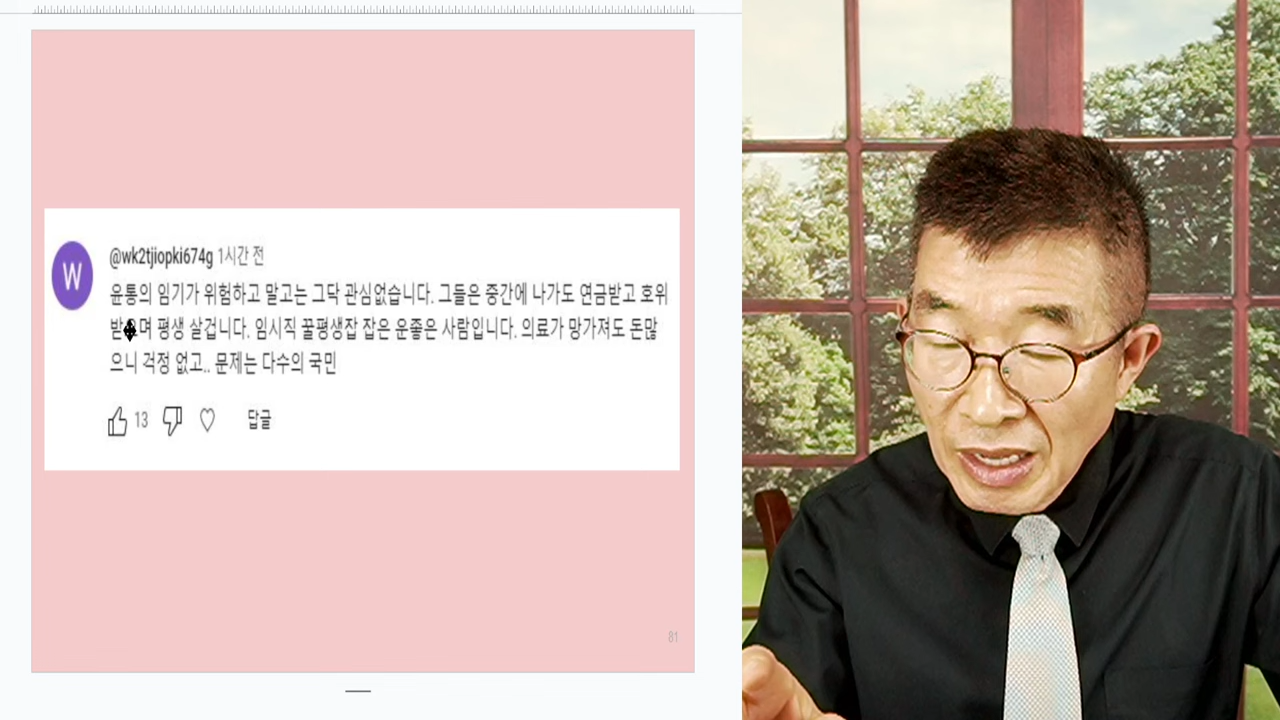 @wk2tjiopki674g 1시간 전
윤통의 임기가 위험하고 말고는 그닥 관심없습니다. 그들은 중간에 나가도 연금받고 호위
며 평생 살겁니다. 임시직 꿀평생잡 잡은 운좋은 사람입니다. 의료가 망가져도 돈많
으니 걱정 없고.. 문제는 다수의 국민
13 답글
W
81